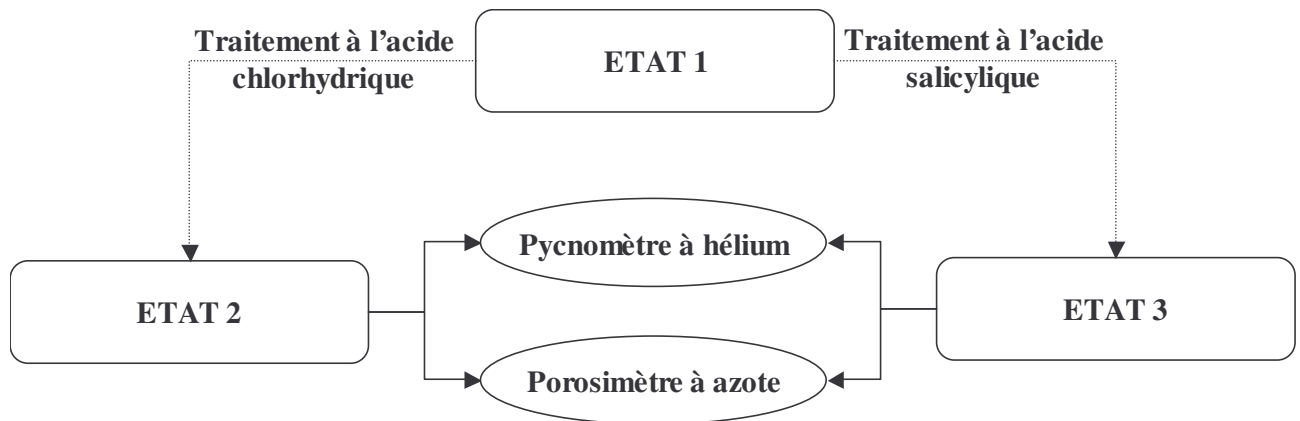 Traitement à l'acide
chlorhydrique
ETAT 1
Traitement à l'acide
salicylique
Pycnomètre à hélium
ETAT 2
ETAT 3
Porosimètre à azote